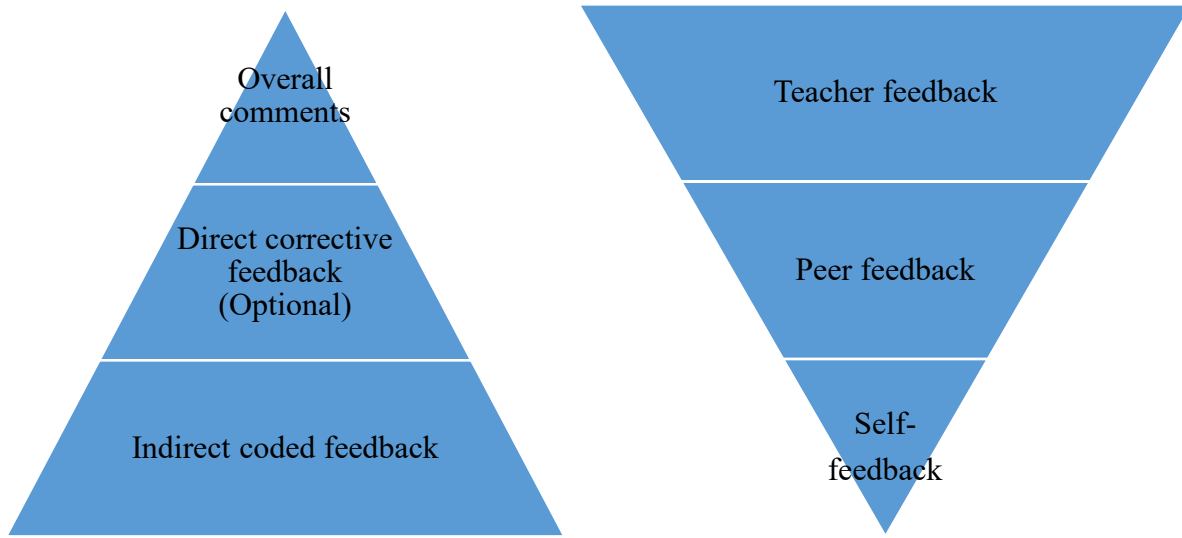 Overall
comments
Direct corrective
feedback
(Optional)
Indirect coded feedback
Teacher feedback
Peer feedback
Self-
feedback